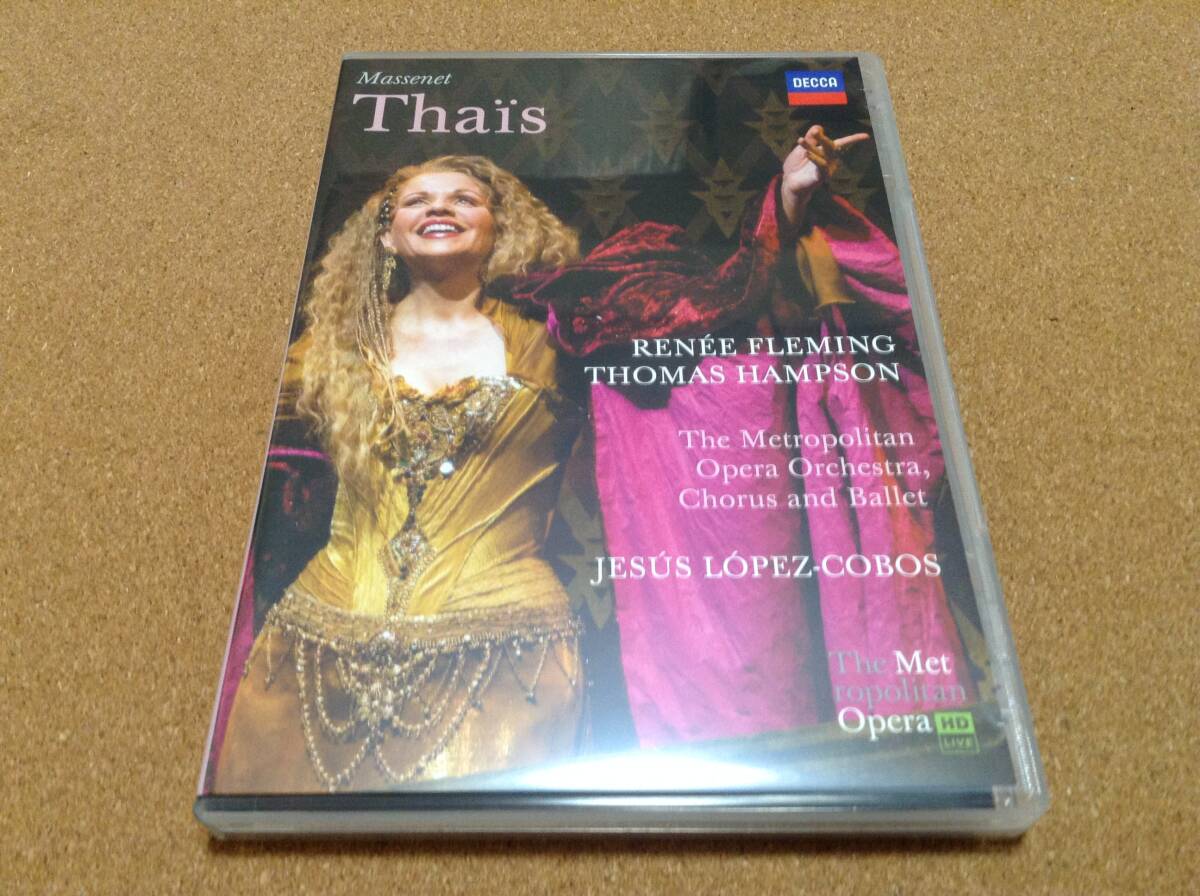 Massenet
Thaïs
DECCA
RENÉE FLEMING
THOMAS HAMPSON
The Metropolitan
Opera Orchestra,
Chorus and Ballet
JESÚS LÓPEZ-COBOS
The Met
ropolitan
Opera HD
LIVE